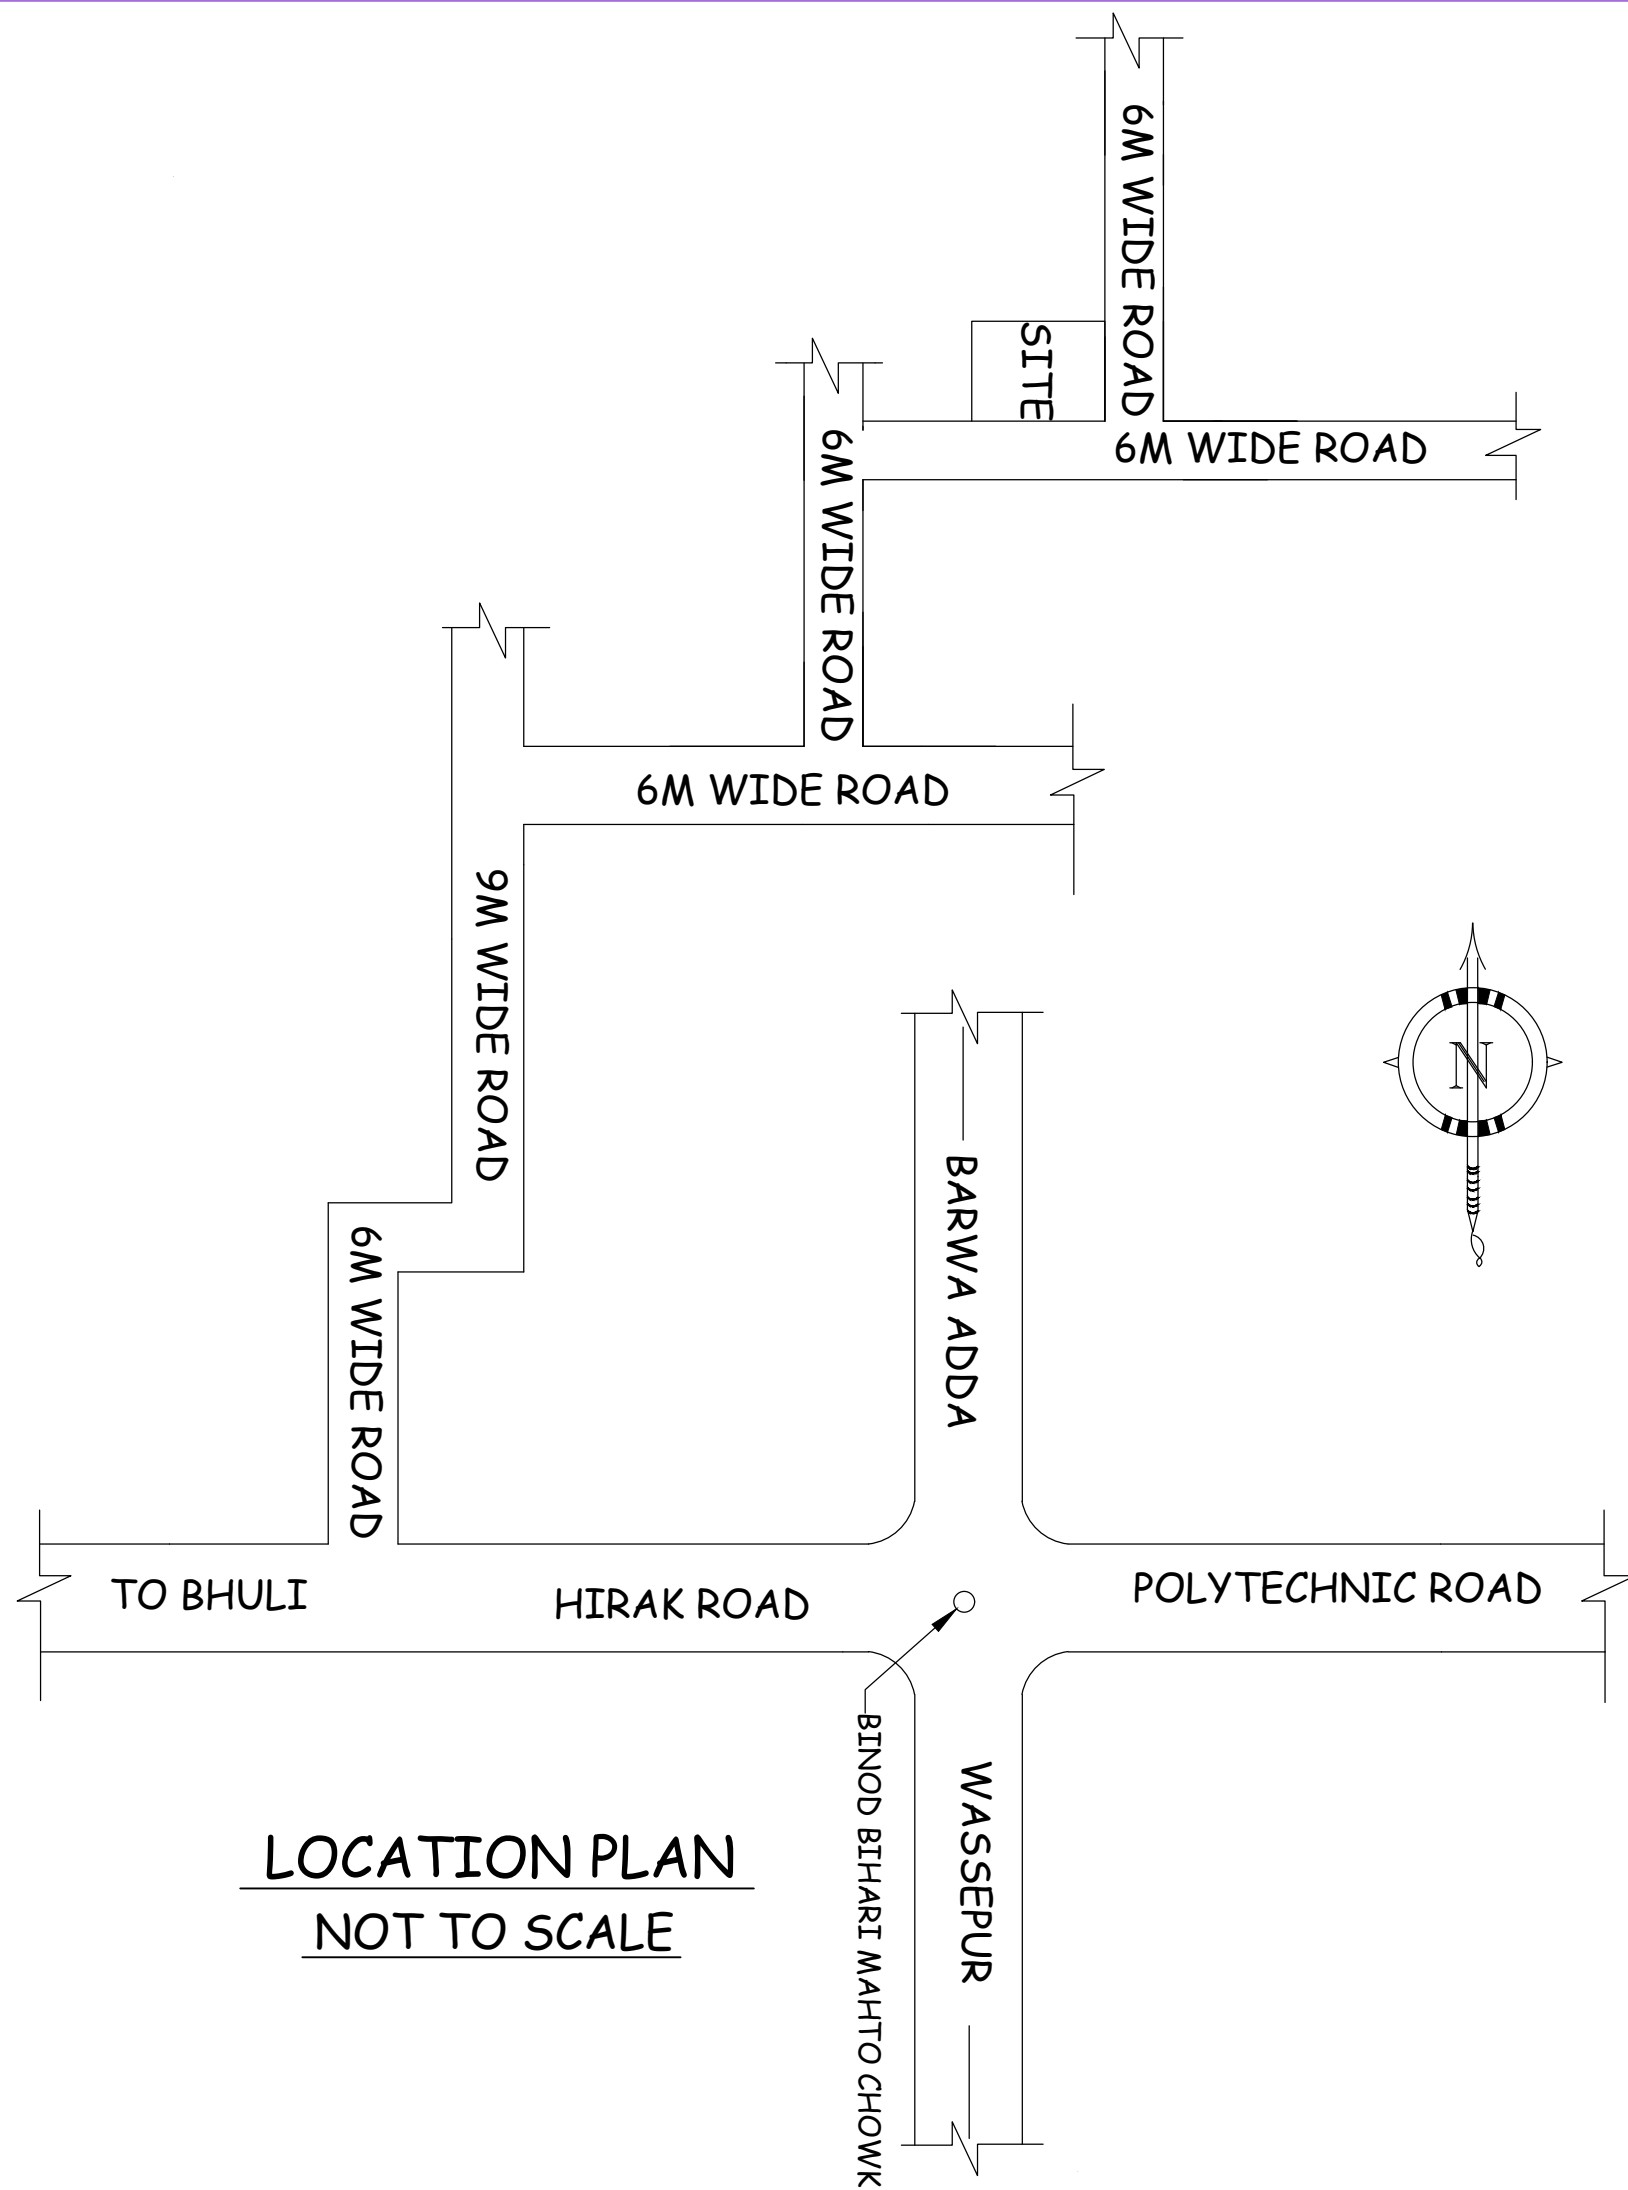 6M WIDE ROAD
SITE
6M WIDE ROAD
6M WIDE ROAD
6M WIDE ROAD
9M WIDE ROAD
N
BARWA ADDA
6M WIDE ROAD
TO BHULI
HIRAK ROAD
POLYTECHNIC ROAD
BINOD BIHARI MAHTO CHOWK
WASSEPUR
LOCATION PLAN
NOT TO SCALE